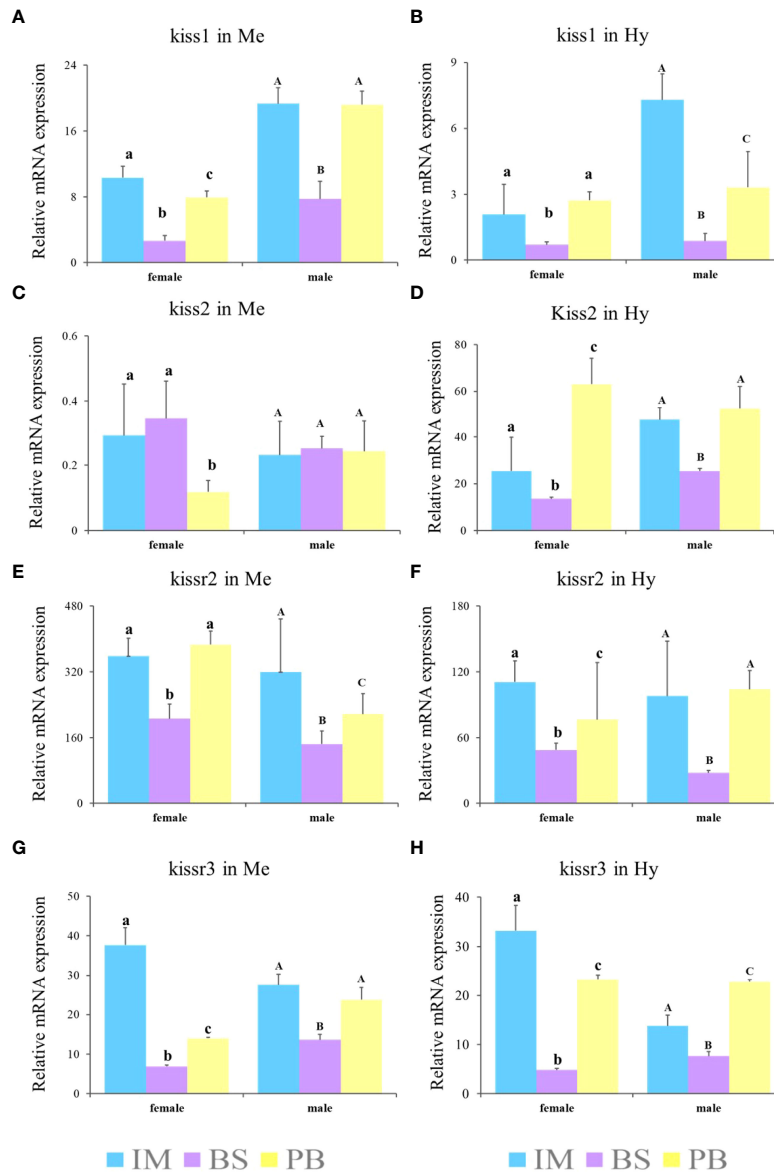 A
kiss1 in Me
Relative mRNA expression
24
16
8
0
a
b
c
A
B
A
female
male
B
kiss1 in Hy
Relative mRNA expression
9
6
3
0
a
b
a
A
B
C
female
male
C
kiss2 in Me
Relative mRNA expression
0.6
0.4
0.2
0
a
a
b
A
A
A
female
male
D
Kiss2 in Hy
Relative mRNA expression
80
60
40
20
0
a
b
c
A
B
A
female
male
E
kissr2 in Me
Relative mRNA expression
480
320
160
0
a
b
a
A
B
C
female
male
F
kissr2 in Hy
Relative mRNA expression
180
120
60
0
a
b
c
A
B
A
female
male
G
kissr3 in Me
Relative mRNA expression
50
40
30
20
10
0
a
b
c
A
B
A
female
male
H
kissr3 in Hy
Relative mRNA expression
40
30
20
10
0
a
b
c
A
B
C
female
male
IM BS PB
IM BS PB